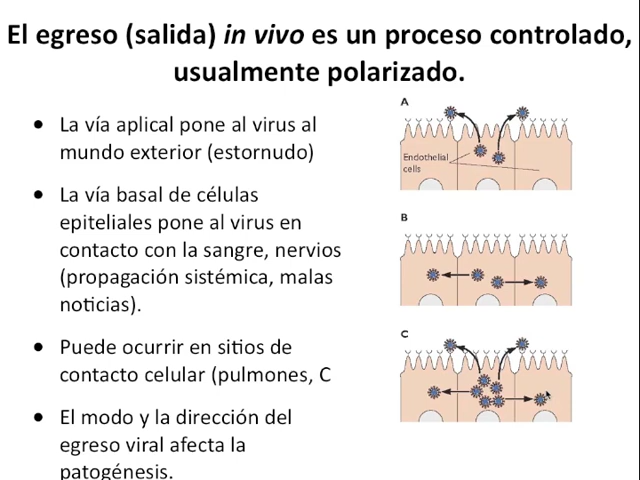 El egreso (salida) in vivo es un proceso controlado,
usualmente polarizado.
• La vía aplical pone al virus al
mundo exterior (estornudo)
• La vía basal de células
epiteliales pone al virus en
contacto con la sangre, nervios
(propagación sistémica, malas
noticias).
• Puede ocurrir en sitios de
contacto celular (pulmones, C
• El modo y la dirección del
egreso viral afecta la
patogénesis.
A
Endothelial
cells
B
C